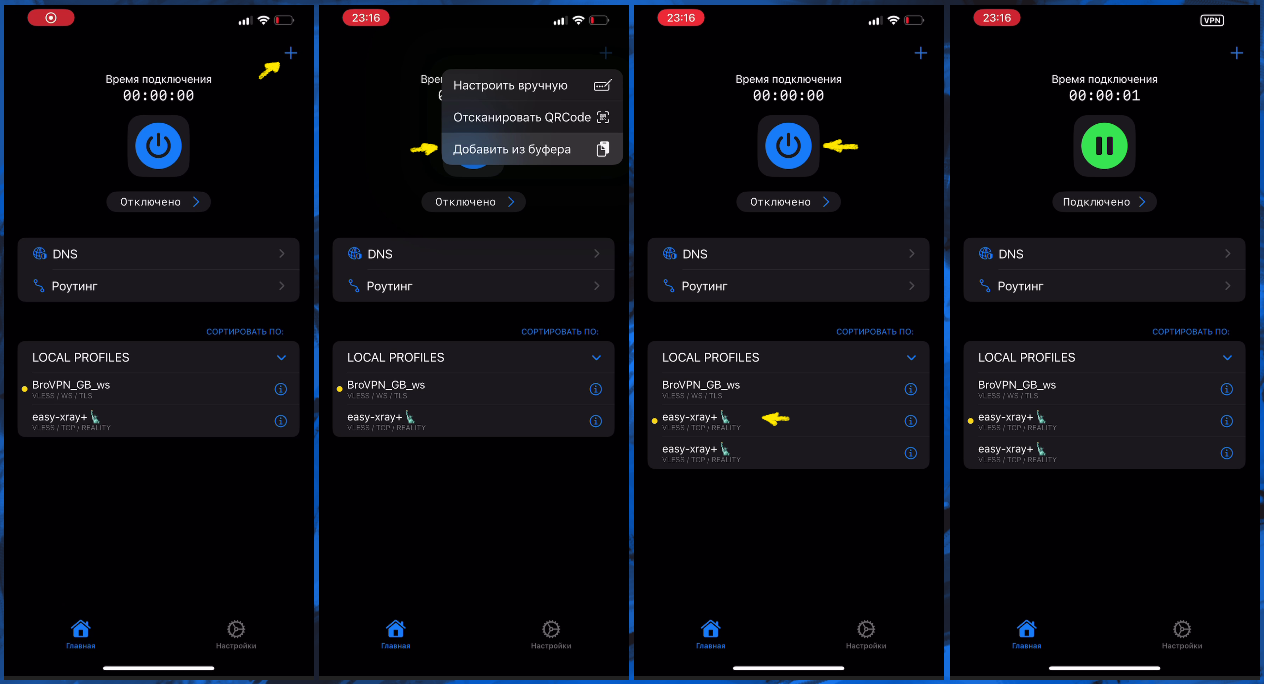 Время подключения
00:00:00
Отключено
DNS
Роутинг
СОРТИРОВАТЬ ПО:
LOCAL PROFILES
BroVPN_GB_ws
VLESS / WS / TLS
easy-xray+🗽
VLESS / TCP / REALITY
Главная
Настройки
23:16
Настроить вручную
Отсканировать QRCode
Добавить из буфера
Отключено
DNS
Роутинг
СОРТИРОВАТЬ ПО:
LOCAL PROFILES
BroVPN_GB_ws
VLESS / WS / TLS
easy-xray+🗽
VLESS / TCP / REALITY
Главная
Настройки
23:16
Время подключения
00:00:00
Отключено
DNS
Роутинг
СОРТИРОВАТЬ ПО:
LOCAL PROFILES
BroVPN_GB_ws
VLESS / WS / TLS
easy-xray+🗽
VLESS / TCP / REALITY
easy-xray+🗽
VLESS / TCP / REALITY
Главная
Настройки
23:16
VPN
Время подключения
00:00:01
Подключено
DNS
Роутинг
СОРТИРОВАТЬ ПО:
LOCAL PROFILES
BroVPN_GB_ws
VLESS / WS / TLS
easy-xray+🗽
VLESS / TCP / REALITY
easy-xray+🗽
VLESS / TCP / REALITY
Главная
Настройки